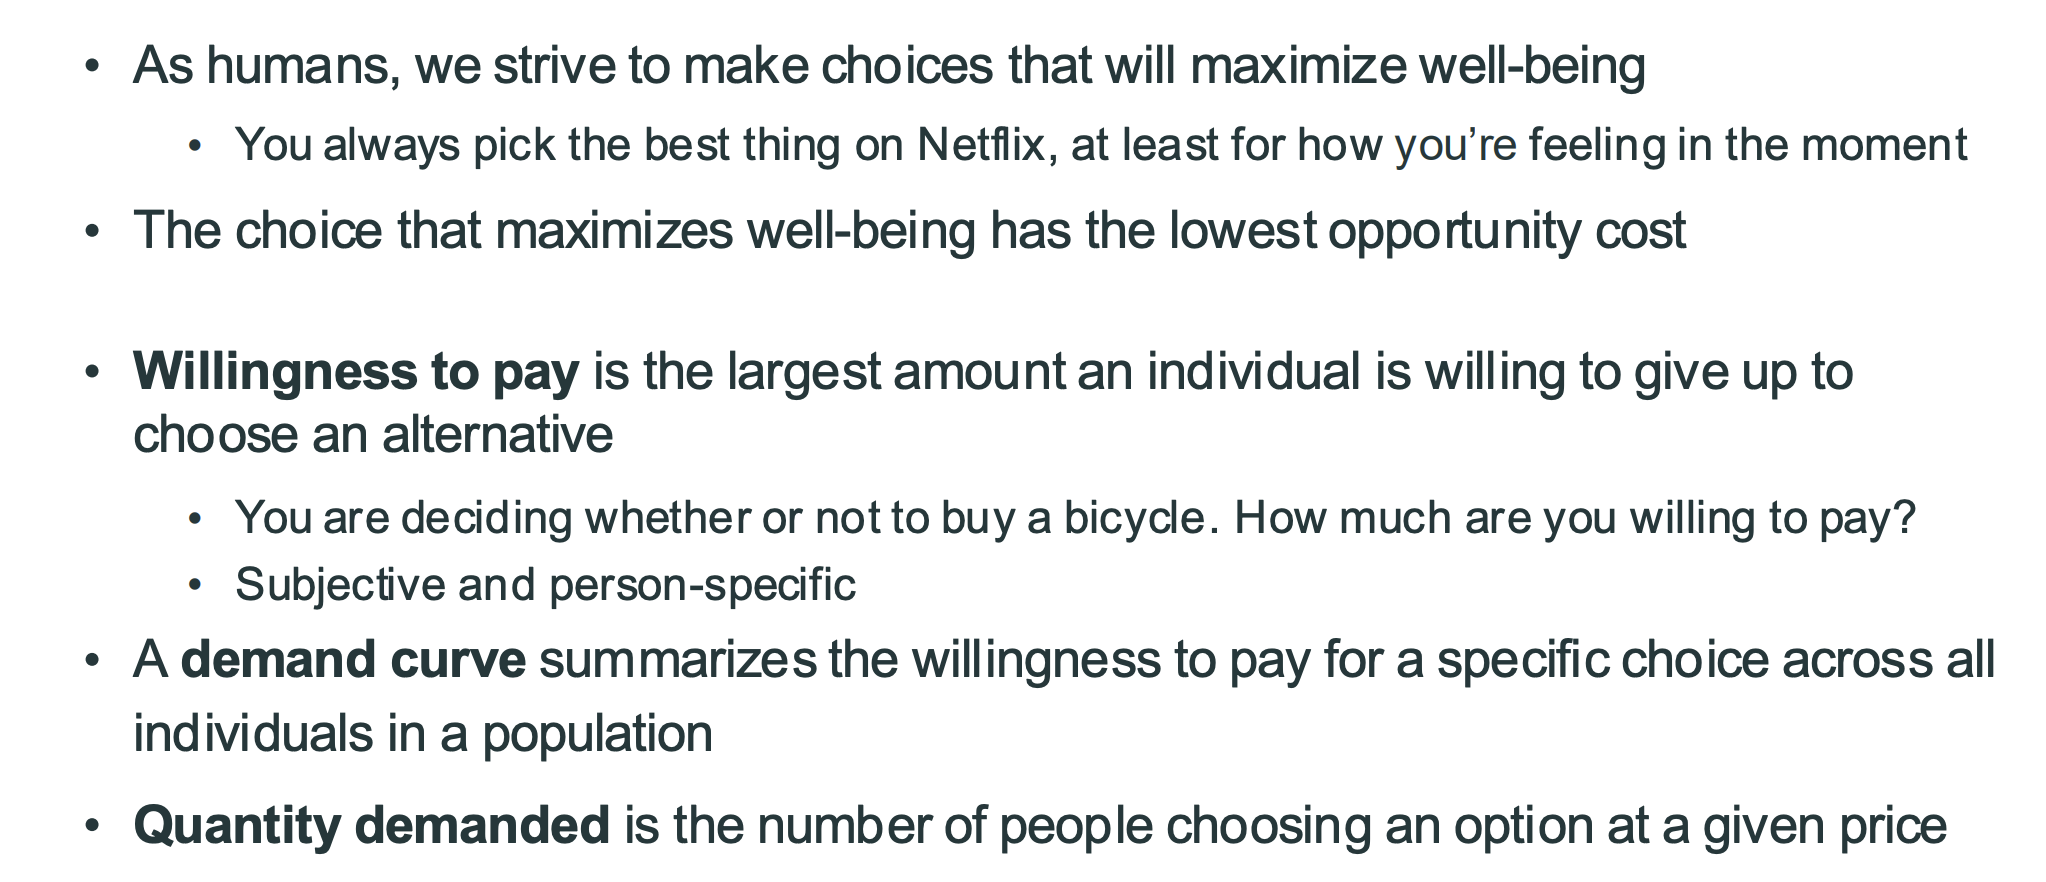 • As humans, we strive to make choices that will maximize well-being
• You always pick the best thing on Netflix, at least for how you’re feeling in the moment
• The choice that maximizes well-being has the lowest opportunity cost
• Willingness to pay is the largest amount an individual is willing to give up to
choose an alternative
• You are deciding whether or not to buy a bicycle. How much are you willing to pay?
• Subjective and person-specific
• A demand curve summarizes the willingness to pay for a specific choice across all
individuals in a population
• Quantity demanded is the number of people choosing an option at a given price